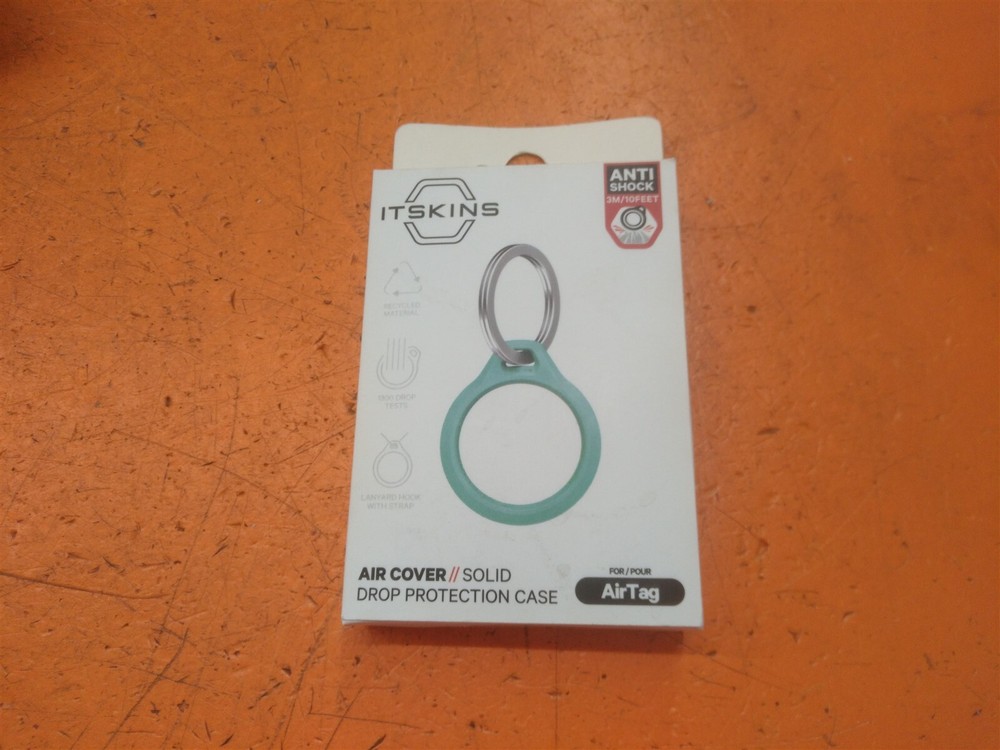 ITSKINS
ANTI
SHOCK
3M/10FEET
RECYCLED
MATERIAL
DROP
TESTS
LANYARD HOOK
WITH STRAP
AIR COVER // SOLID
DROP PROTECTION CASE
FOR / POUR
AirTag